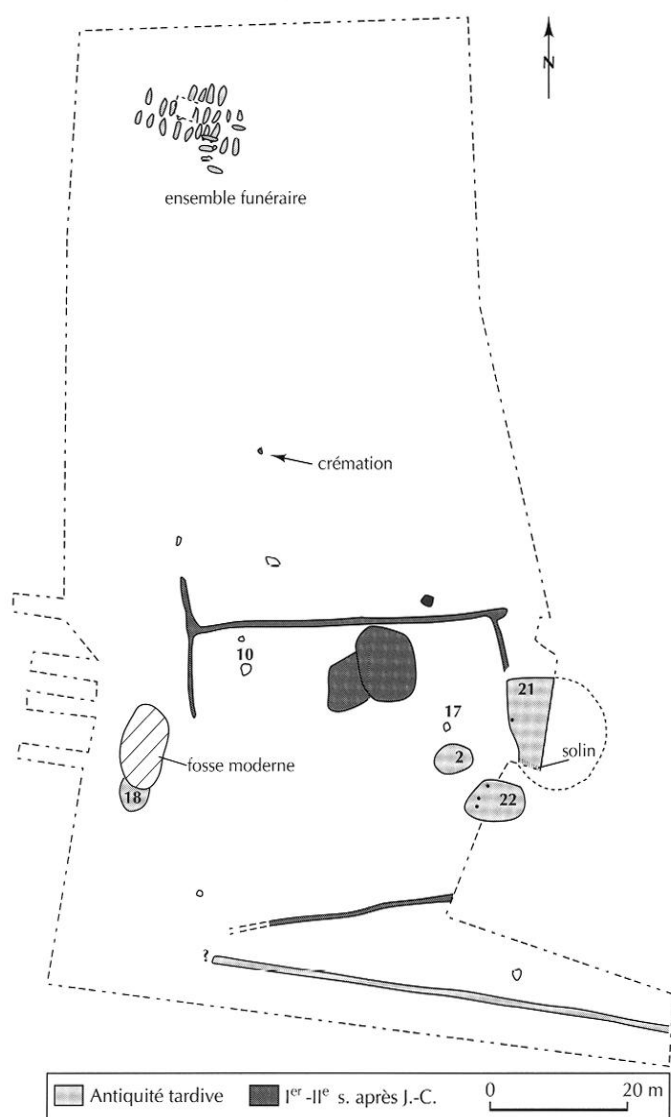 N
ensemble funéraire
crémation
10
21
17
solin
fosse moderne
2
18
22
?
Antiquité tardive
Ier -IIe s. après J.-C.
0
20 m